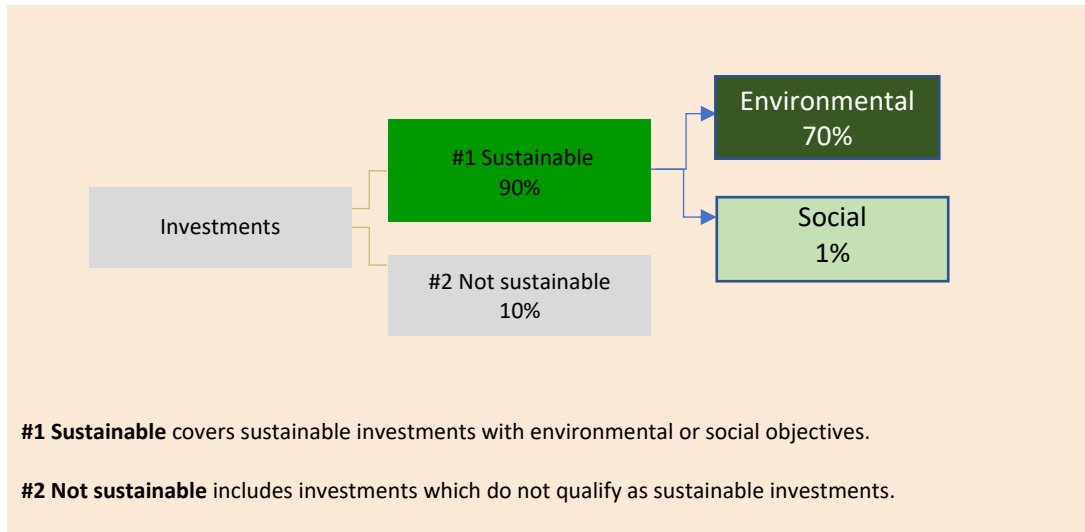 Environmental
70%
#1 Sustainable
90%
Investments
Social
1%
#2 Not sustainable
10%
#1 Sustainable covers sustainable investments with environmental or social objectives.
#2 Not sustainable includes investments which do not qualify as sustainable investments.